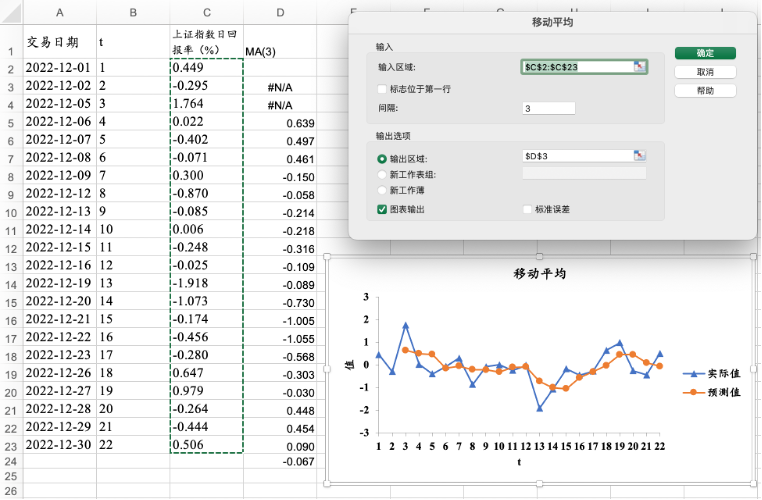 A B C D
1 交易日期 t 上证指数日回报率（%） MA(3)
2 2022-12-01 1 0.449
3 2022-12-02 2 -0.295 #N/A
4 2022-12-05 3 1.764 #N/A
5 2022-12-06 4 0.022 0.639
6 2022-12-07 5 -0.402 0.497
7 2022-12-08 6 -0.071 0.461
8 2022-12-09 7 0.300 -0.150
9 2022-12-12 8 -0.870 -0.058
10 2022-12-13 9 -0.085 -0.214
11 2022-12-14 10 0.006 -0.218
12 2022-12-15 11 -0.248 -0.316
13 2022-12-16 12 -0.025 -0.109
14 2022-12-19 13 -1.918 -0.089
15 2022-12-20 14 -1.073 -0.730
16 2022-12-21 15 -0.174 -1.005
17 2022-12-22 16 -0.456 -1.055
18 2022-12-23 17 -0.280 -0.568
19 2022-12-26 18 0.647 -0.303
20 2022-12-27 19 0.979 -0.030
21 2022-12-28 20 -0.264 0.448
22 2022-12-29 21 -0.444 0.454
23 2022-12-30 22 0.506 0.090
24 -0.067
25
26
移动平均
输入
输入区域: $C$2:$C$23
标志位于第一行
间隔: 3
输出选项
输出区域: $D$3
新工作表组:
新工作薄
图表输出 标准误差
确定
取消
帮助
移动平均
值
3
2
1
0
-1
-2
-3
1 2 3 4 5 6 7 8 9 10 11 12 13 14 15 16 17 18 19 20 21 22
t
实际值
预测值